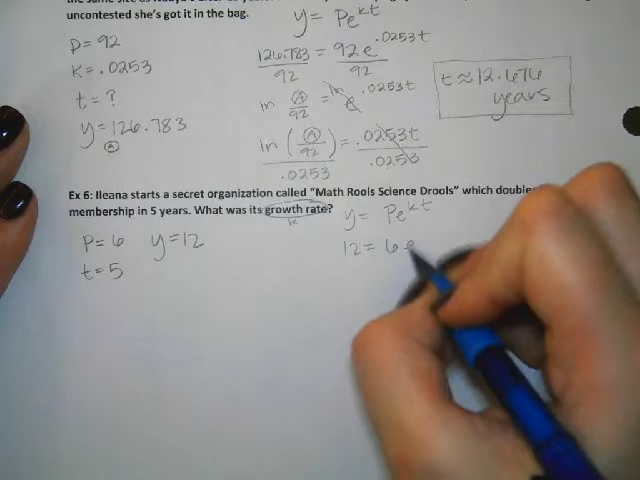 uncontested she's got it in the bag.
y = Pe^kt
P = 92
K = .0253
t = ?
y = 126.783
A
126.783 = 92e^.0253t
92 92
ln A/92 = ln e^.0253t
ln (A/92) = .0253t
.0253 .0253
t ≈ 12.676 years
Ex 6: Ileana starts a secret organization called "Math Rools Science Drools" which double
membership in 5 years. What was its growth rate?
k
P = 6 y = 12
t = 5
y = Pe^kt
12 = 6e